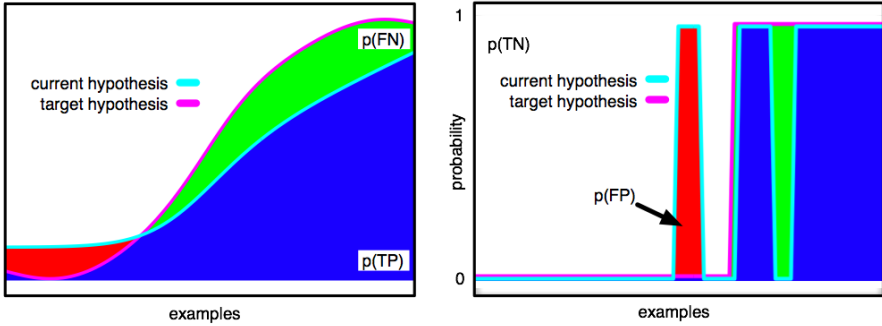 p(FN)
current hypothesis
target hypothesis
p(TP)
examples
1
p(TN)
current hypothesis
target hypothesis
probability
p(FP)
0
examples